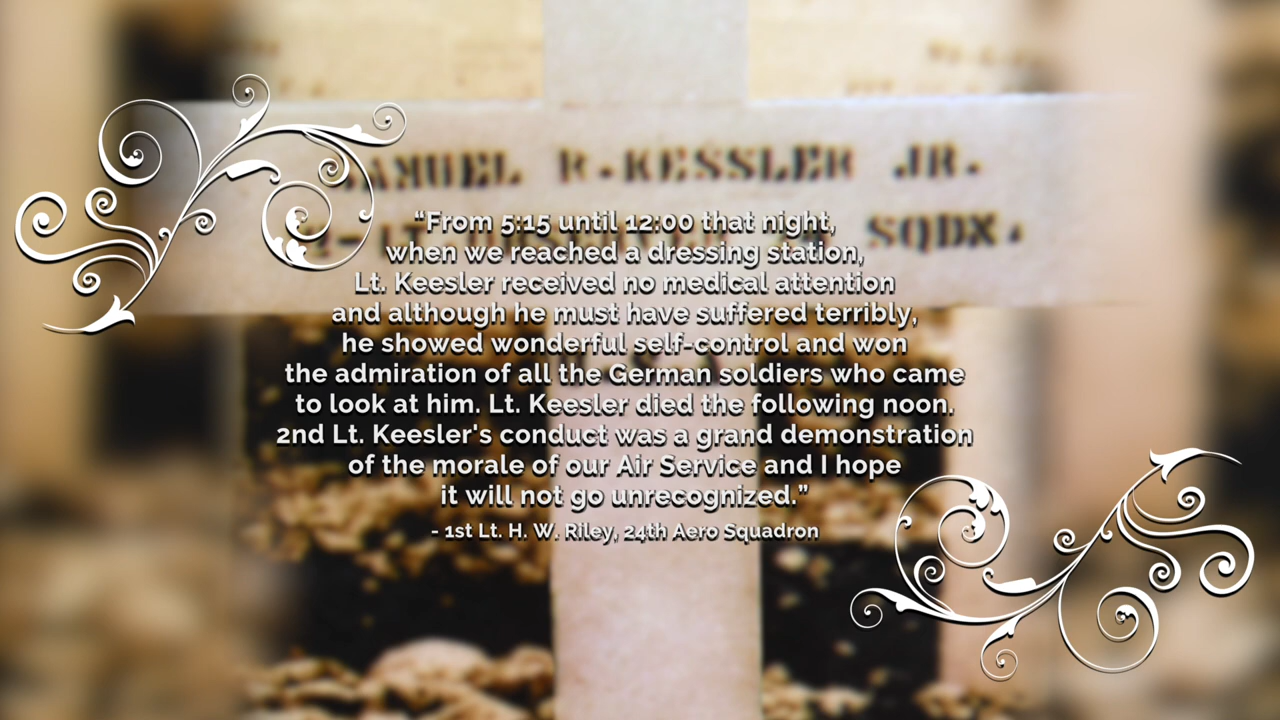 SAMUEL R. KESSLER JR.
SQDN.
“From 5:15 until 12:00 that night,
when we reached a dressing station,
Lt. Keesler received no medical attention
and although he must have suffered terribly,
he showed wonderful self-control and won
the admiration of all the German soldiers who came
to look at him. Lt. Keesler died the following noon.
2nd Lt. Keesler's conduct was a grand demonstration
of the morale of our Air Service and I hope
it will not go unrecognized.”
- 1st Lt. H. W. Riley, 24th Aero Squadron